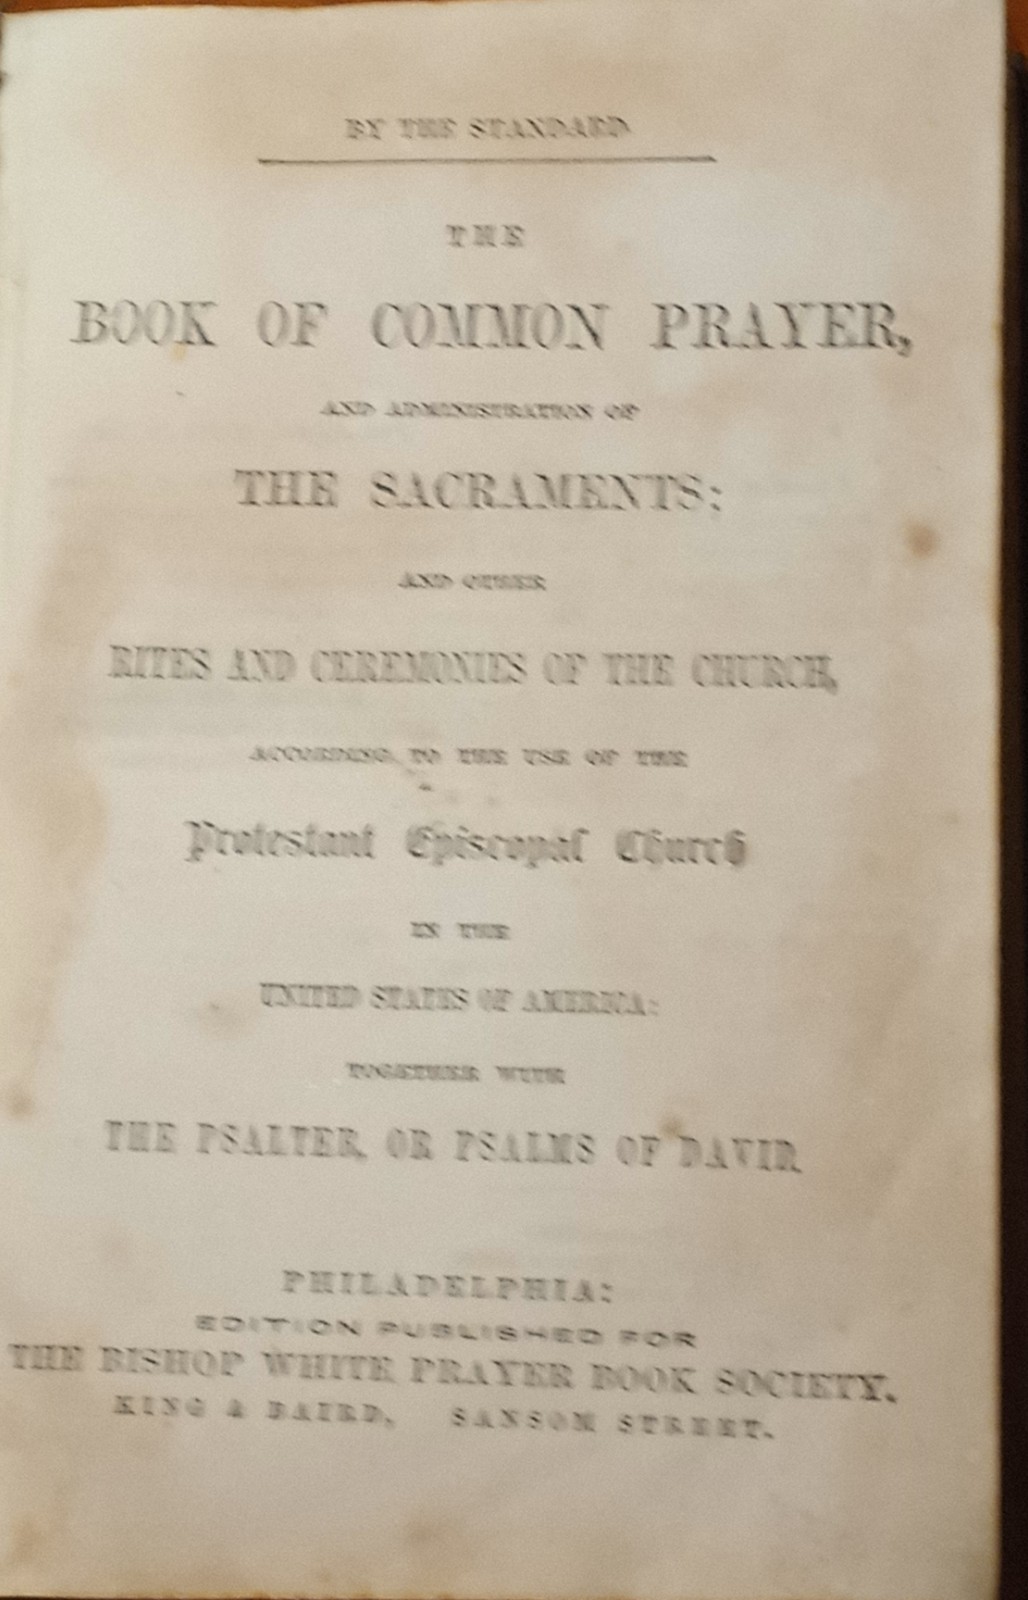 BY THE STANDARD
THE
BOOK OF COMMON PRAYER,
AND ADMINISTRATION OF
THE SACRAMENTS:
AND OTHER
RITES AND CEREMONIES OF THE CHURCH,
ACCORDING TO THE USE OF THE
Protestant Episcopal Church
IN THE
UNITED STATES OF AMERICA:
TOGETHER WITH
THE PSALTER, OR PSALMS OF DAVID.
PHILADELPHIA:
EDITION PUBLISHED FOR
THE BISHOP WHITE PRAYER BOOK SOCIETY.
KING & BAIRD, SANSOM STREET.